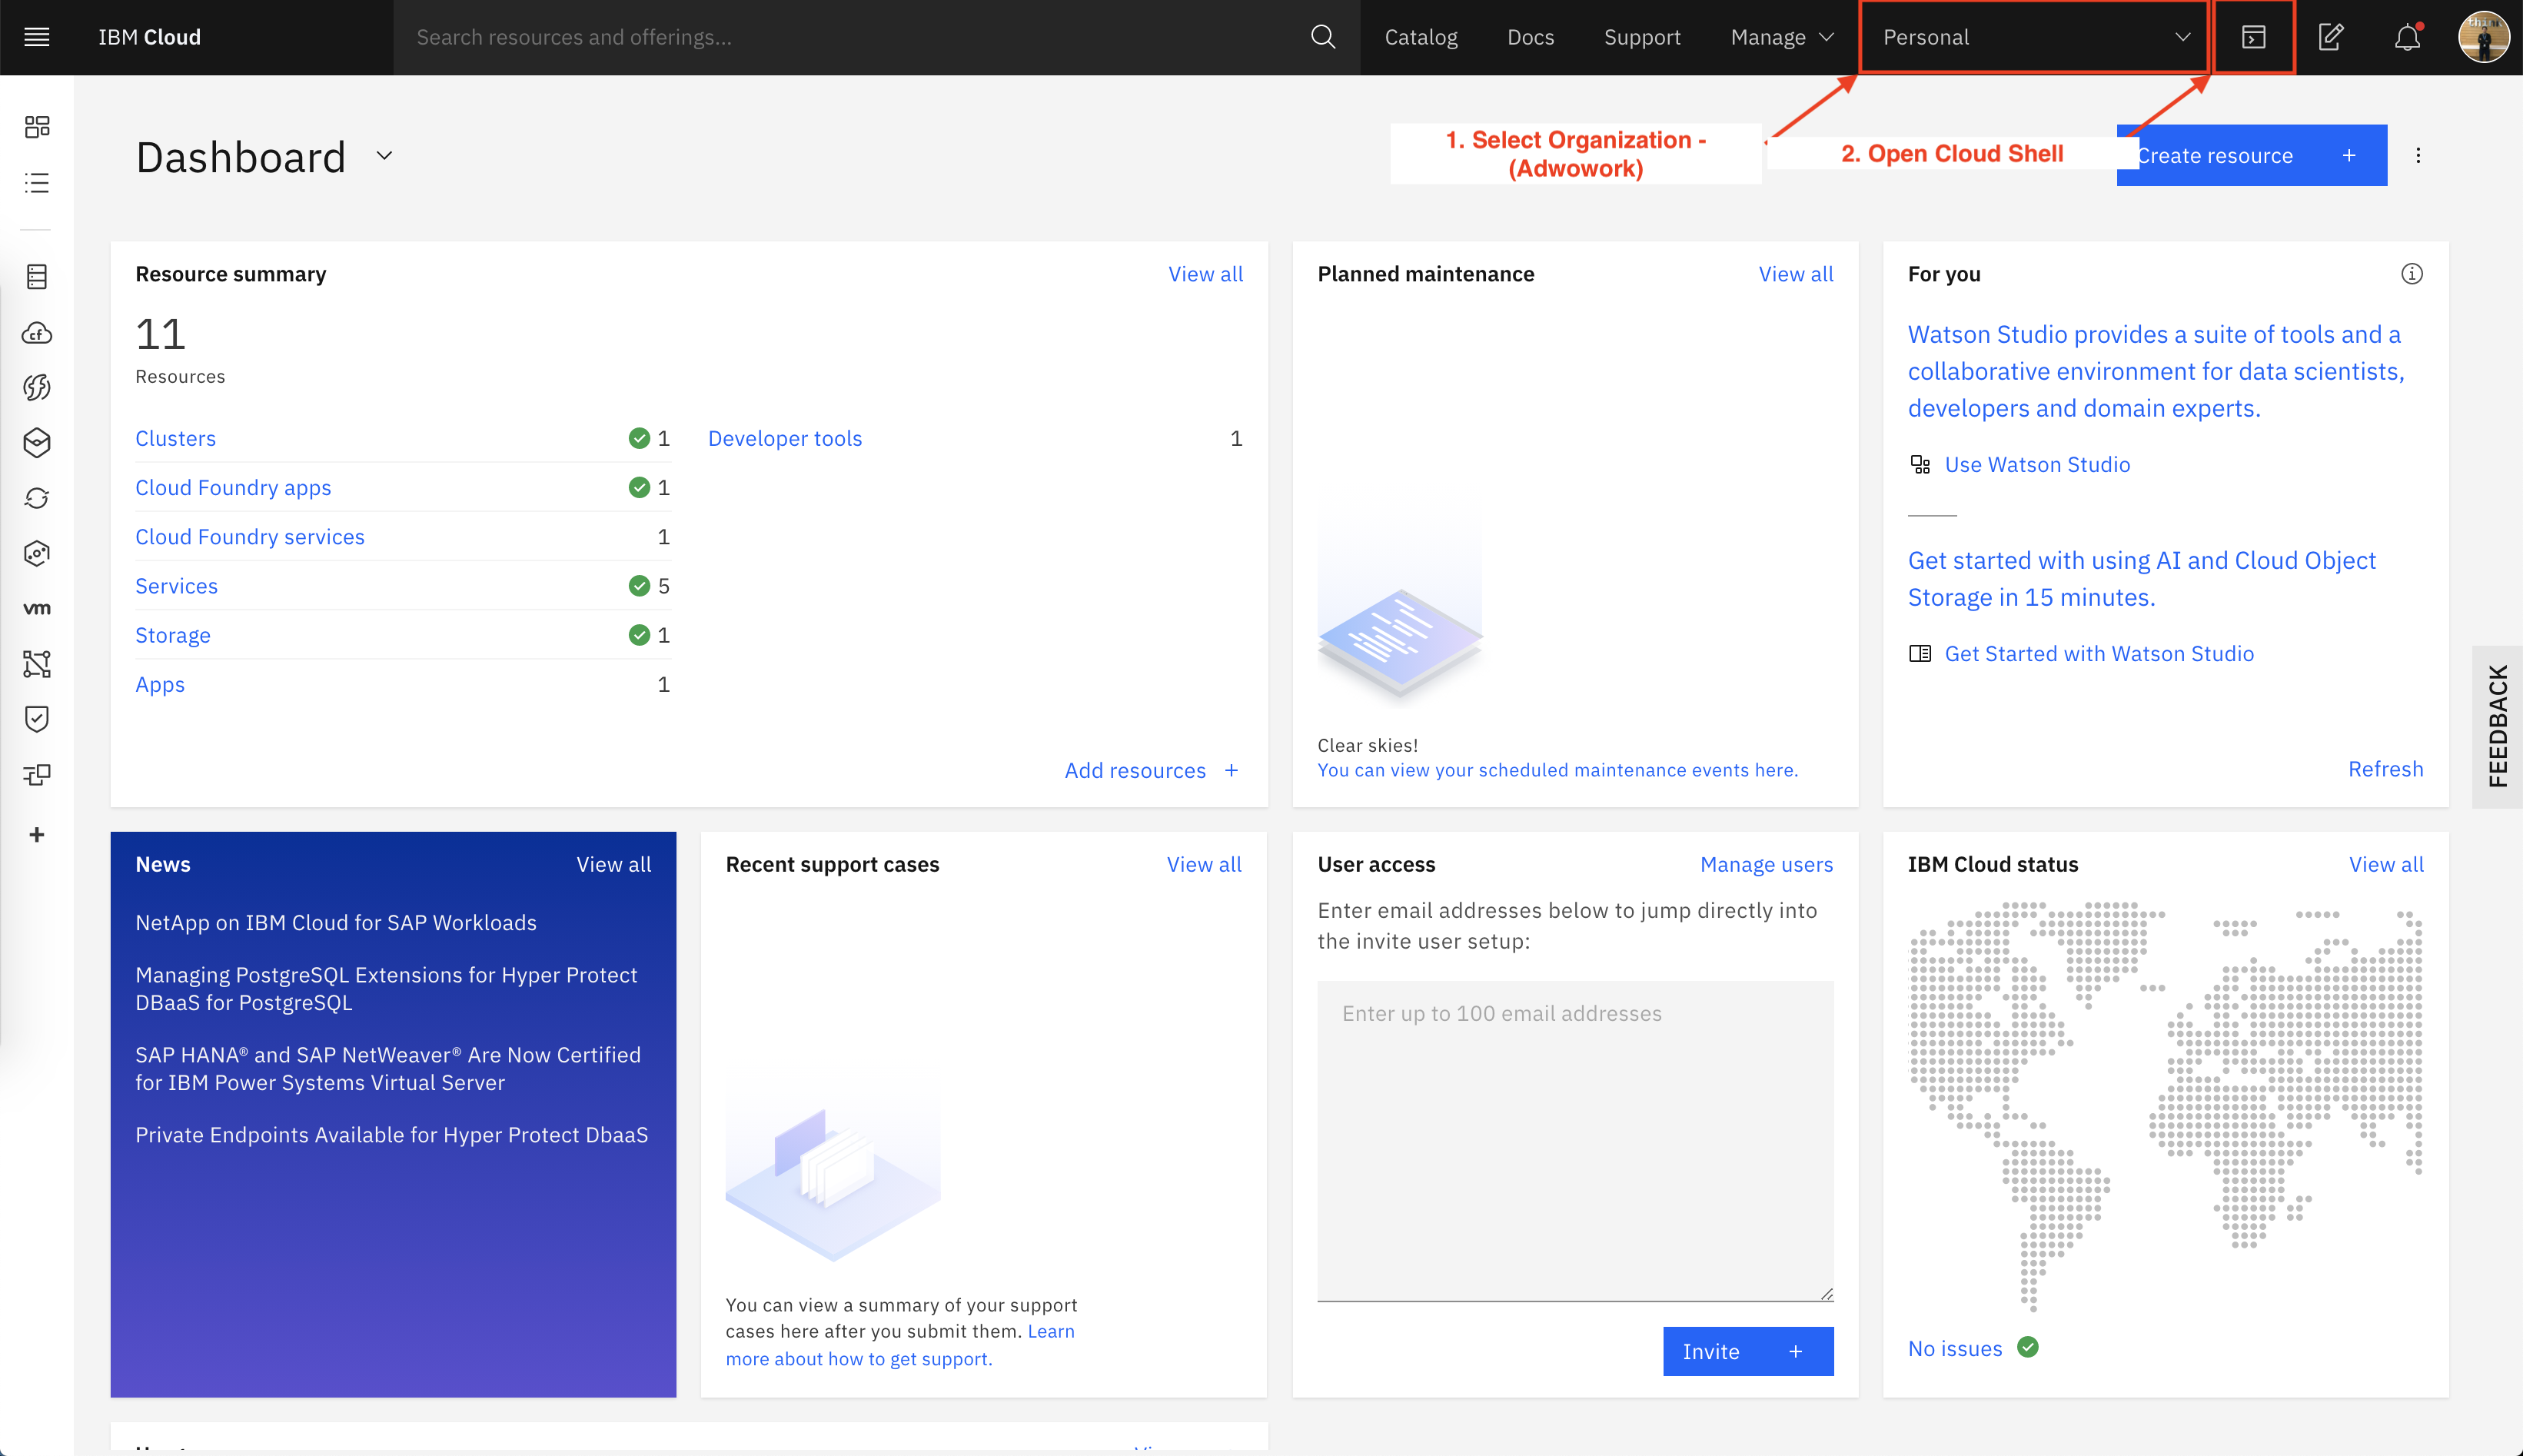 IBM Cloud
Search resources and offerings...
Catalog
Docs
Support
Manage
Personal
Dashboard
1. Select Organization -
(Adwowork)
2. Open Cloud Shell
Create resource +
Resource summary
View all
11
Resources
Clusters 1
Cloud Foundry apps 1
Cloud Foundry services 1
Services 5
Storage 1
Apps 1
Developer tools 1
Add resources +
Planned maintenance
View all
Clear skies!
You can view your scheduled maintenance events here.
For you
Watson Studio provides a suite of tools and a
collaborative environment for data scientists,
developers and domain experts.
Use Watson Studio
Get started with using AI and Cloud Object
Storage in 15 minutes.
Get Started with Watson Studio
Refresh
FEEDBACK
cf
vm
News
View all
NetApp on IBM Cloud for SAP Workloads
Managing PostgreSQL Extensions for Hyper Protect
DBaaS for PostgreSQL
SAP HANA® and SAP NetWeaver® Are Now Certified
for IBM Power Systems Virtual Server
Private Endpoints Available for Hyper Protect DbaaS
Recent support cases
View all
You can view a summary of your support
cases here after you submit them. Learn
more about how to get support.
User access
Manage users
Enter email addresses below to jump directly into
the invite user setup:
Enter up to 100 email addresses
Invite +
IBM Cloud status
View all
No issues